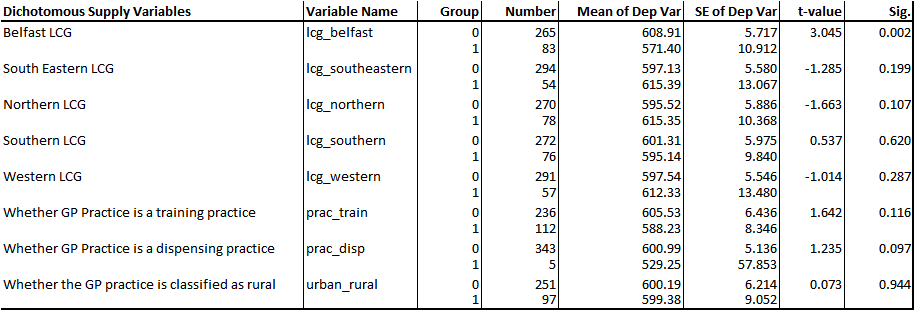 Dichotomous Supply Variables Variable Name Group Number Mean of Dep Var SE of Dep Var t-value Sig.
Belfast LCG lcg_belfast 0 265 608.91 5.717 3.045 0.002
1 83 571.40 10.912
South Eastern LCG lcg_southeastern 0 294 597.13 5.580 -1.285 0.199
1 54 615.39 13.067
Northern LCG lcg_northern 0 270 595.52 5.886 -1.663 0.107
1 78 615.35 10.368
Southern LCG lcg_southern 0 272 601.31 5.975 0.537 0.620
1 76 595.14 9.840
Western LCG lcg_western 0 291 597.54 5.546 -1.014 0.287
1 57 612.33 13.480
Whether GP Practice is a training practice prac_train 0 236 605.53 6.436 1.642 0.116
1 112 588.23 8.346
Whether GP Practice is a dispensing practice prac_disp 0 343 600.99 5.136 1.235 0.097
1 5 529.25 57.853
Whether the GP practice is classified as rural urban_rural 0 251 600.19 6.214 0.073 0.944
1 97 599.38 9.052